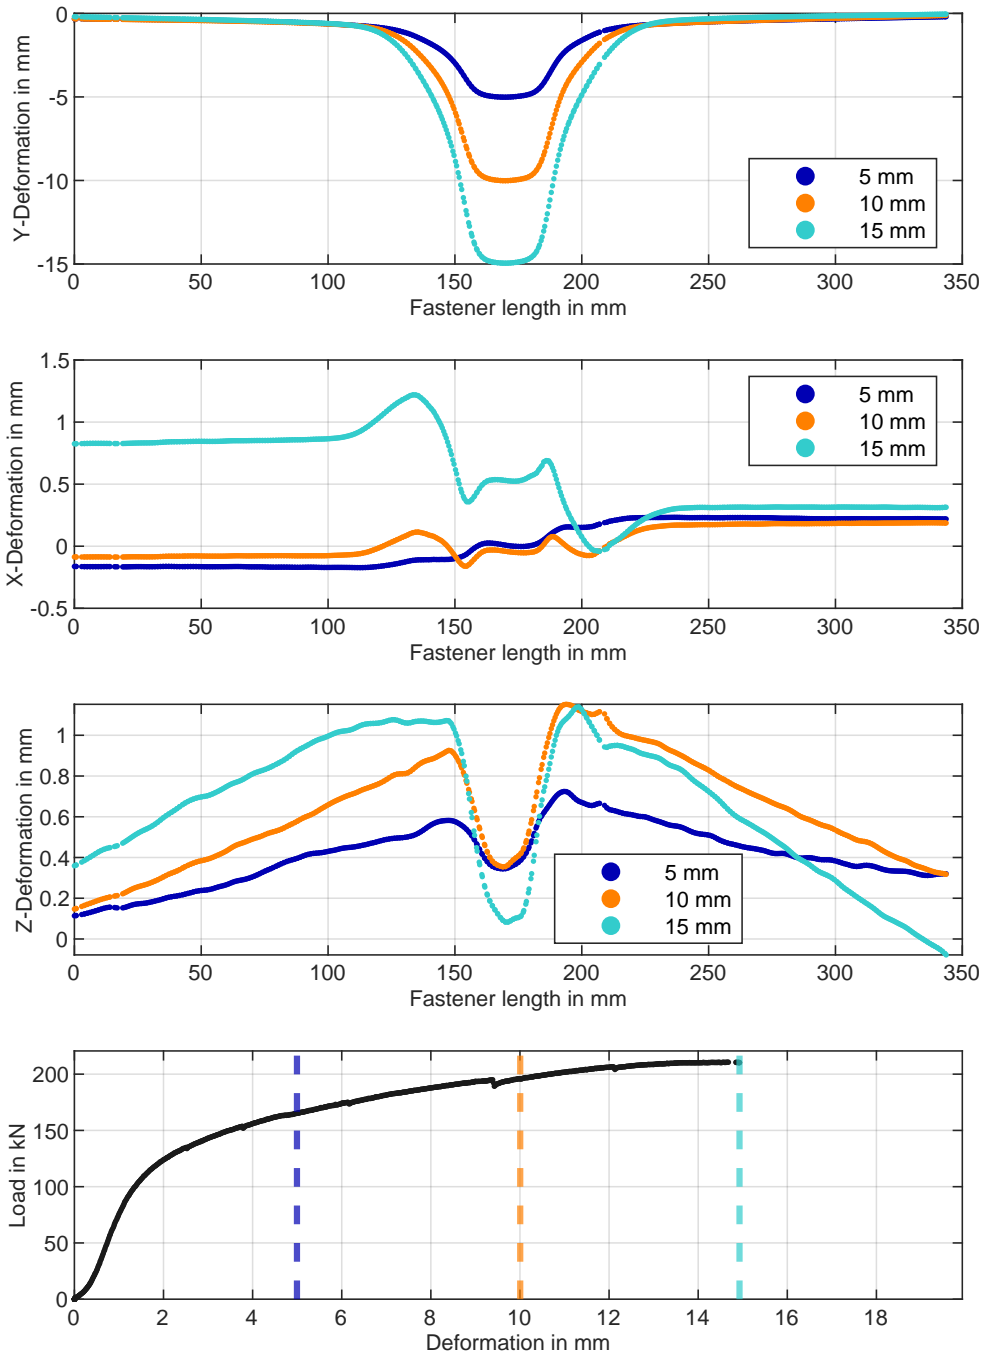 0
-5
-10
-15
Y-Deformation in mm
5 mm
10 mm
15 mm
0 50 100 150 200 250 300 350
Fastener length in mm
1.5
1
0.5
0
-0.5
X-Deformation in mm
5 mm
10 mm
15 mm
0 50 100 150 200 250 300 350
Fastener length in mm
1
0.8
0.6
0.4
0.2
0
Z-Deformation in mm
5 mm
10 mm
15 mm
0 50 100 150 200 250 300 350
Fastener length in mm
200
150
100
50
0
Load in kN
0 2 4 6 8 10 12 14 16 18
Deformation in mm